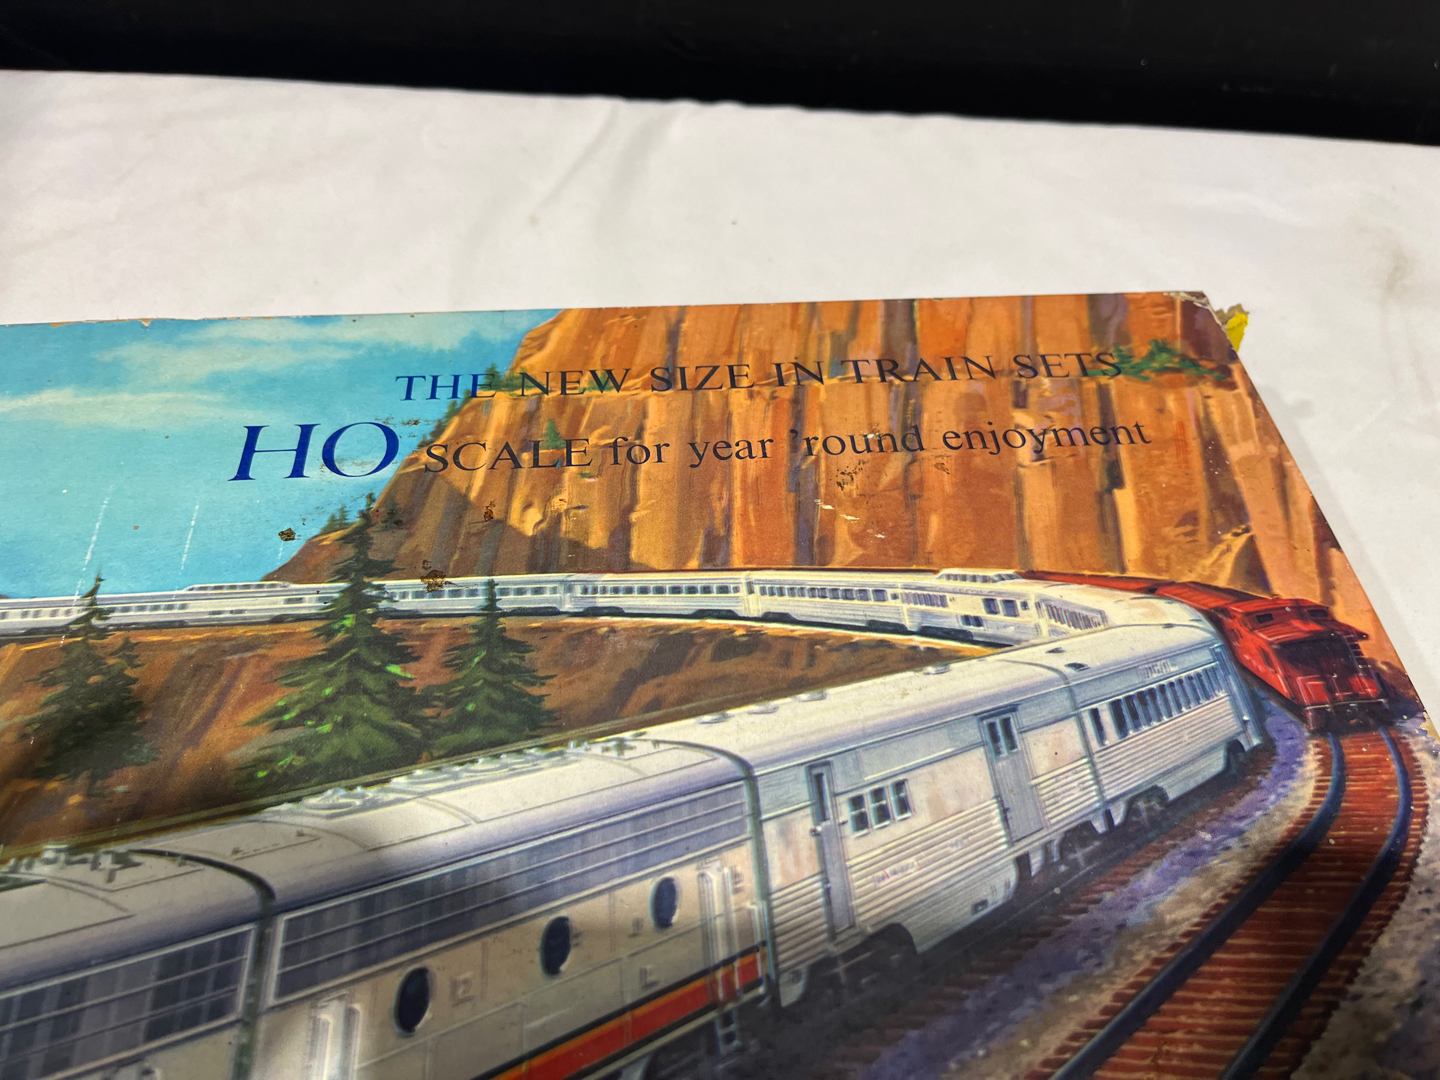 THE NEW SIZE IN TRAIN SETS
HO SCALE for year 'round enjoyment